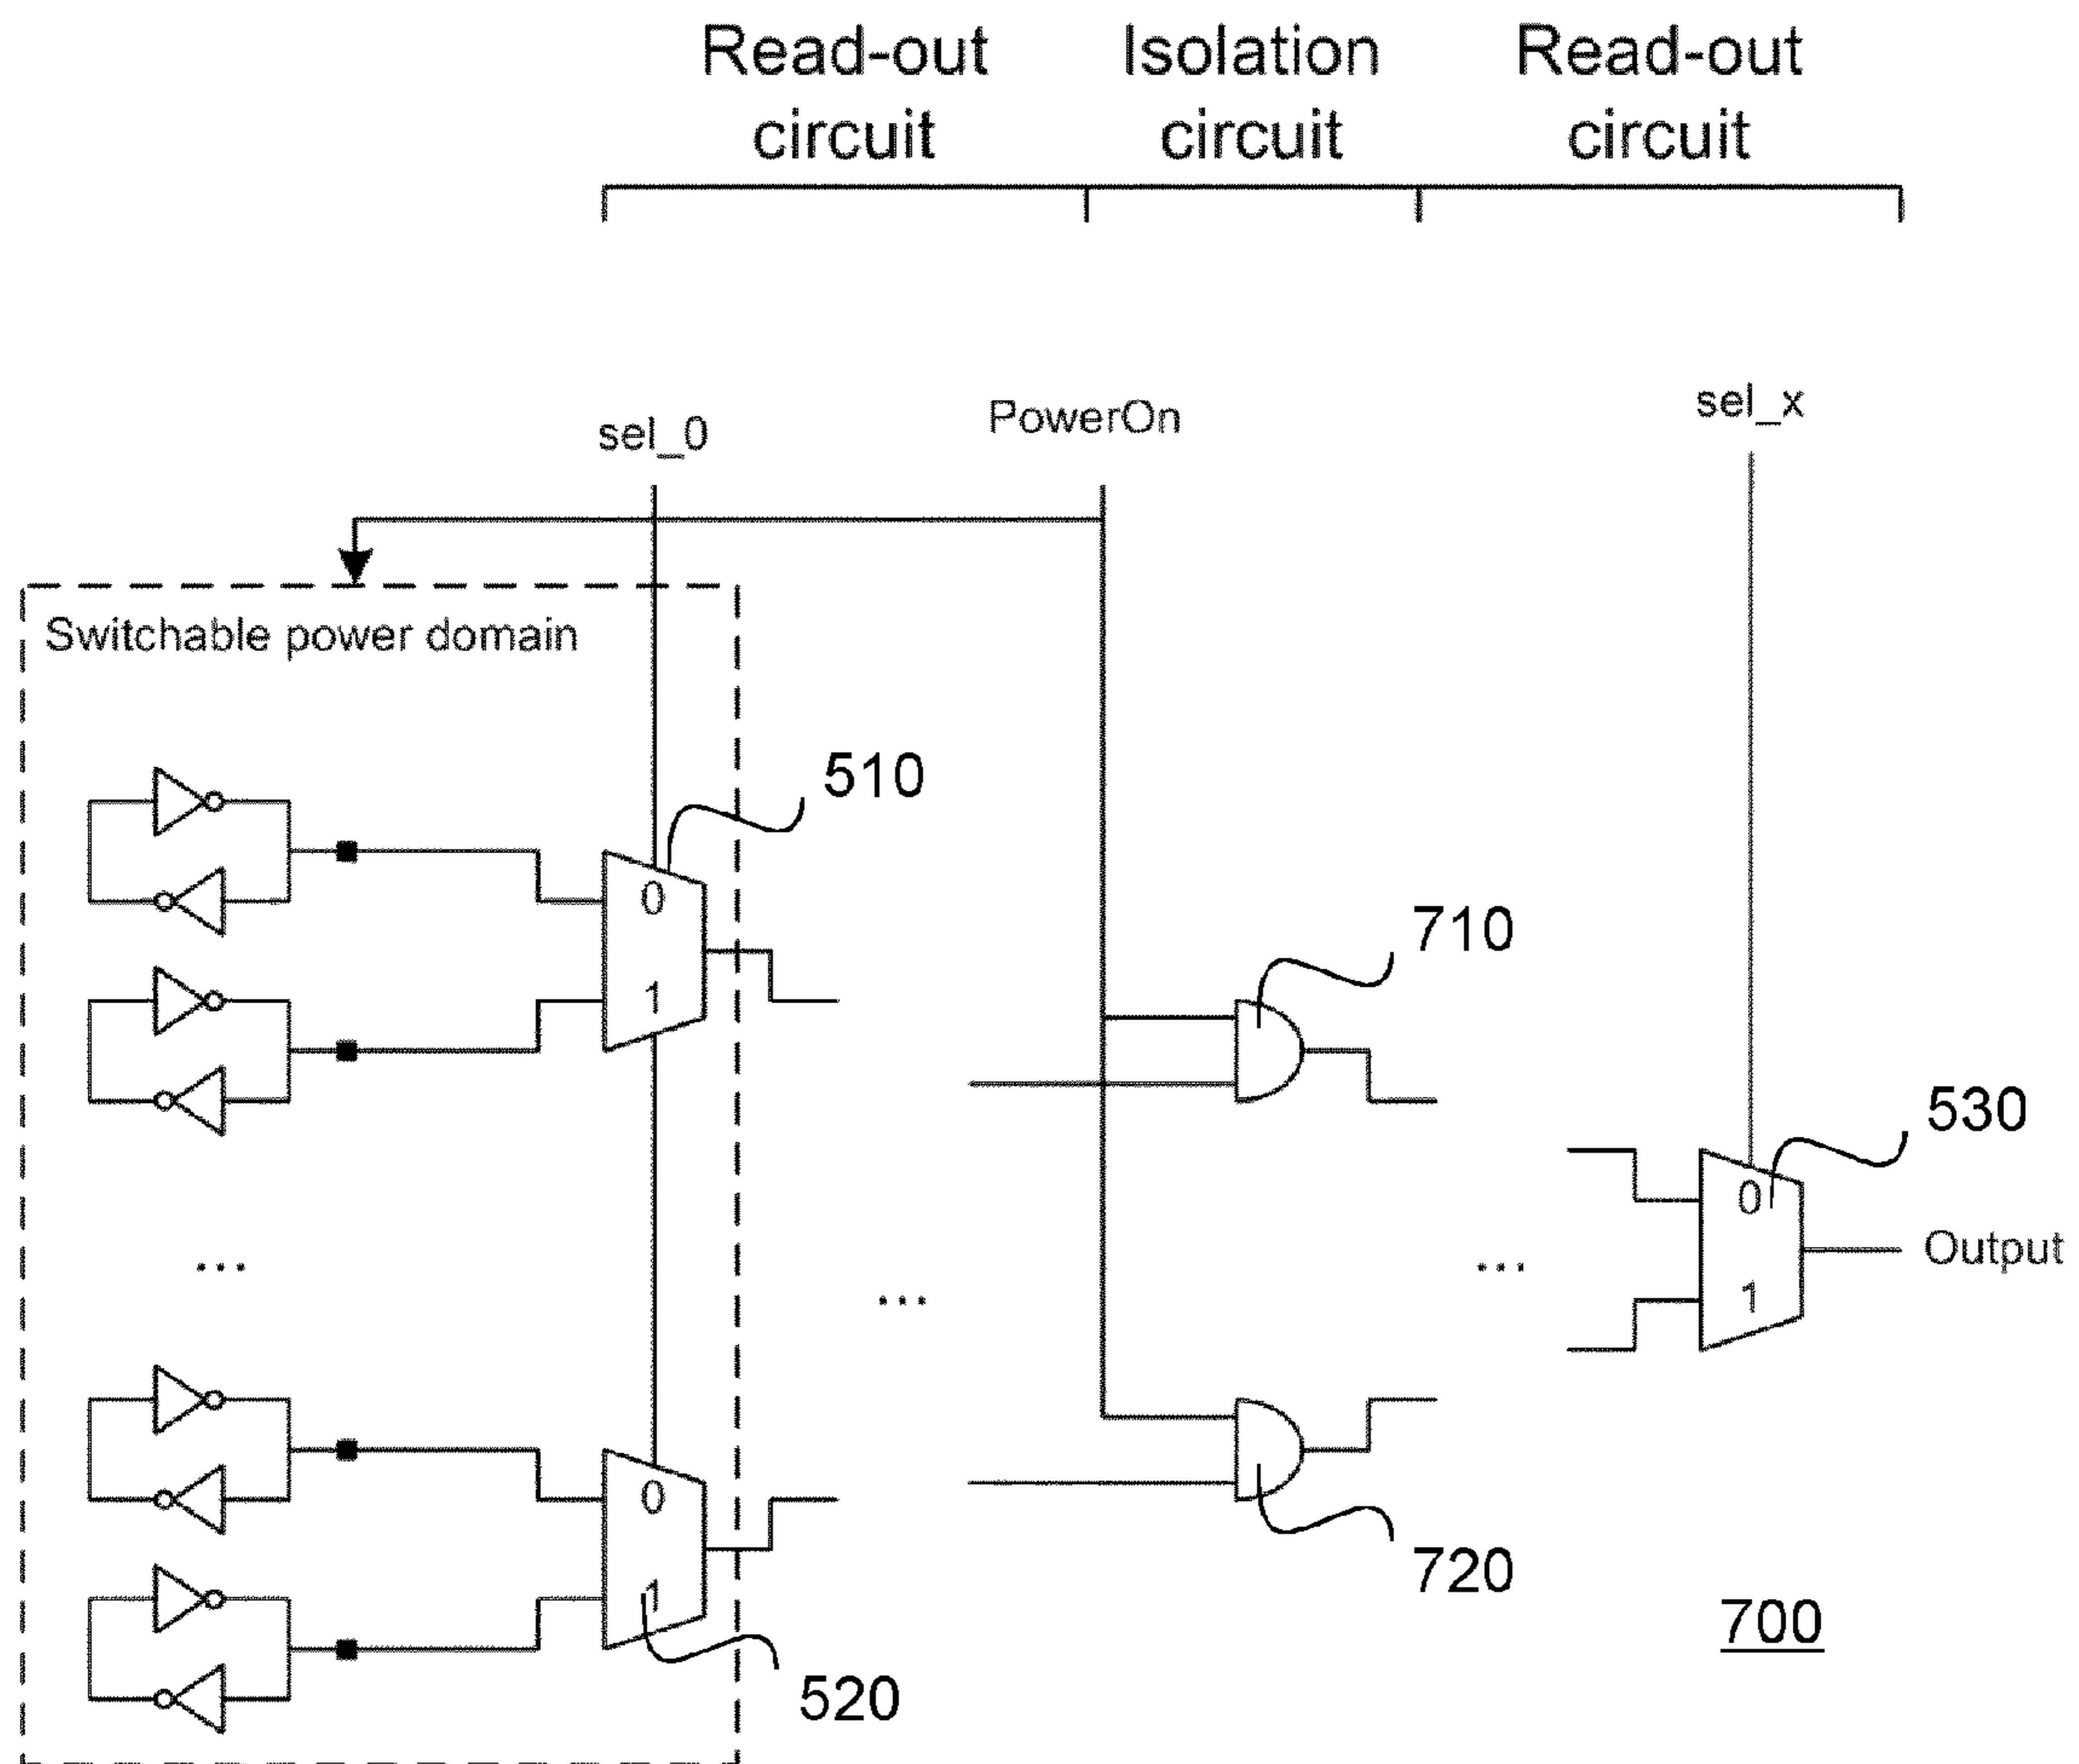 Read-out circuit
Isolation circuit
Read-out circuit
sel_0
PowerOn
sel_x
Switchable power domain
510
0
1
710
530
0
1
Output
...
...
...
0
1
520
720
700